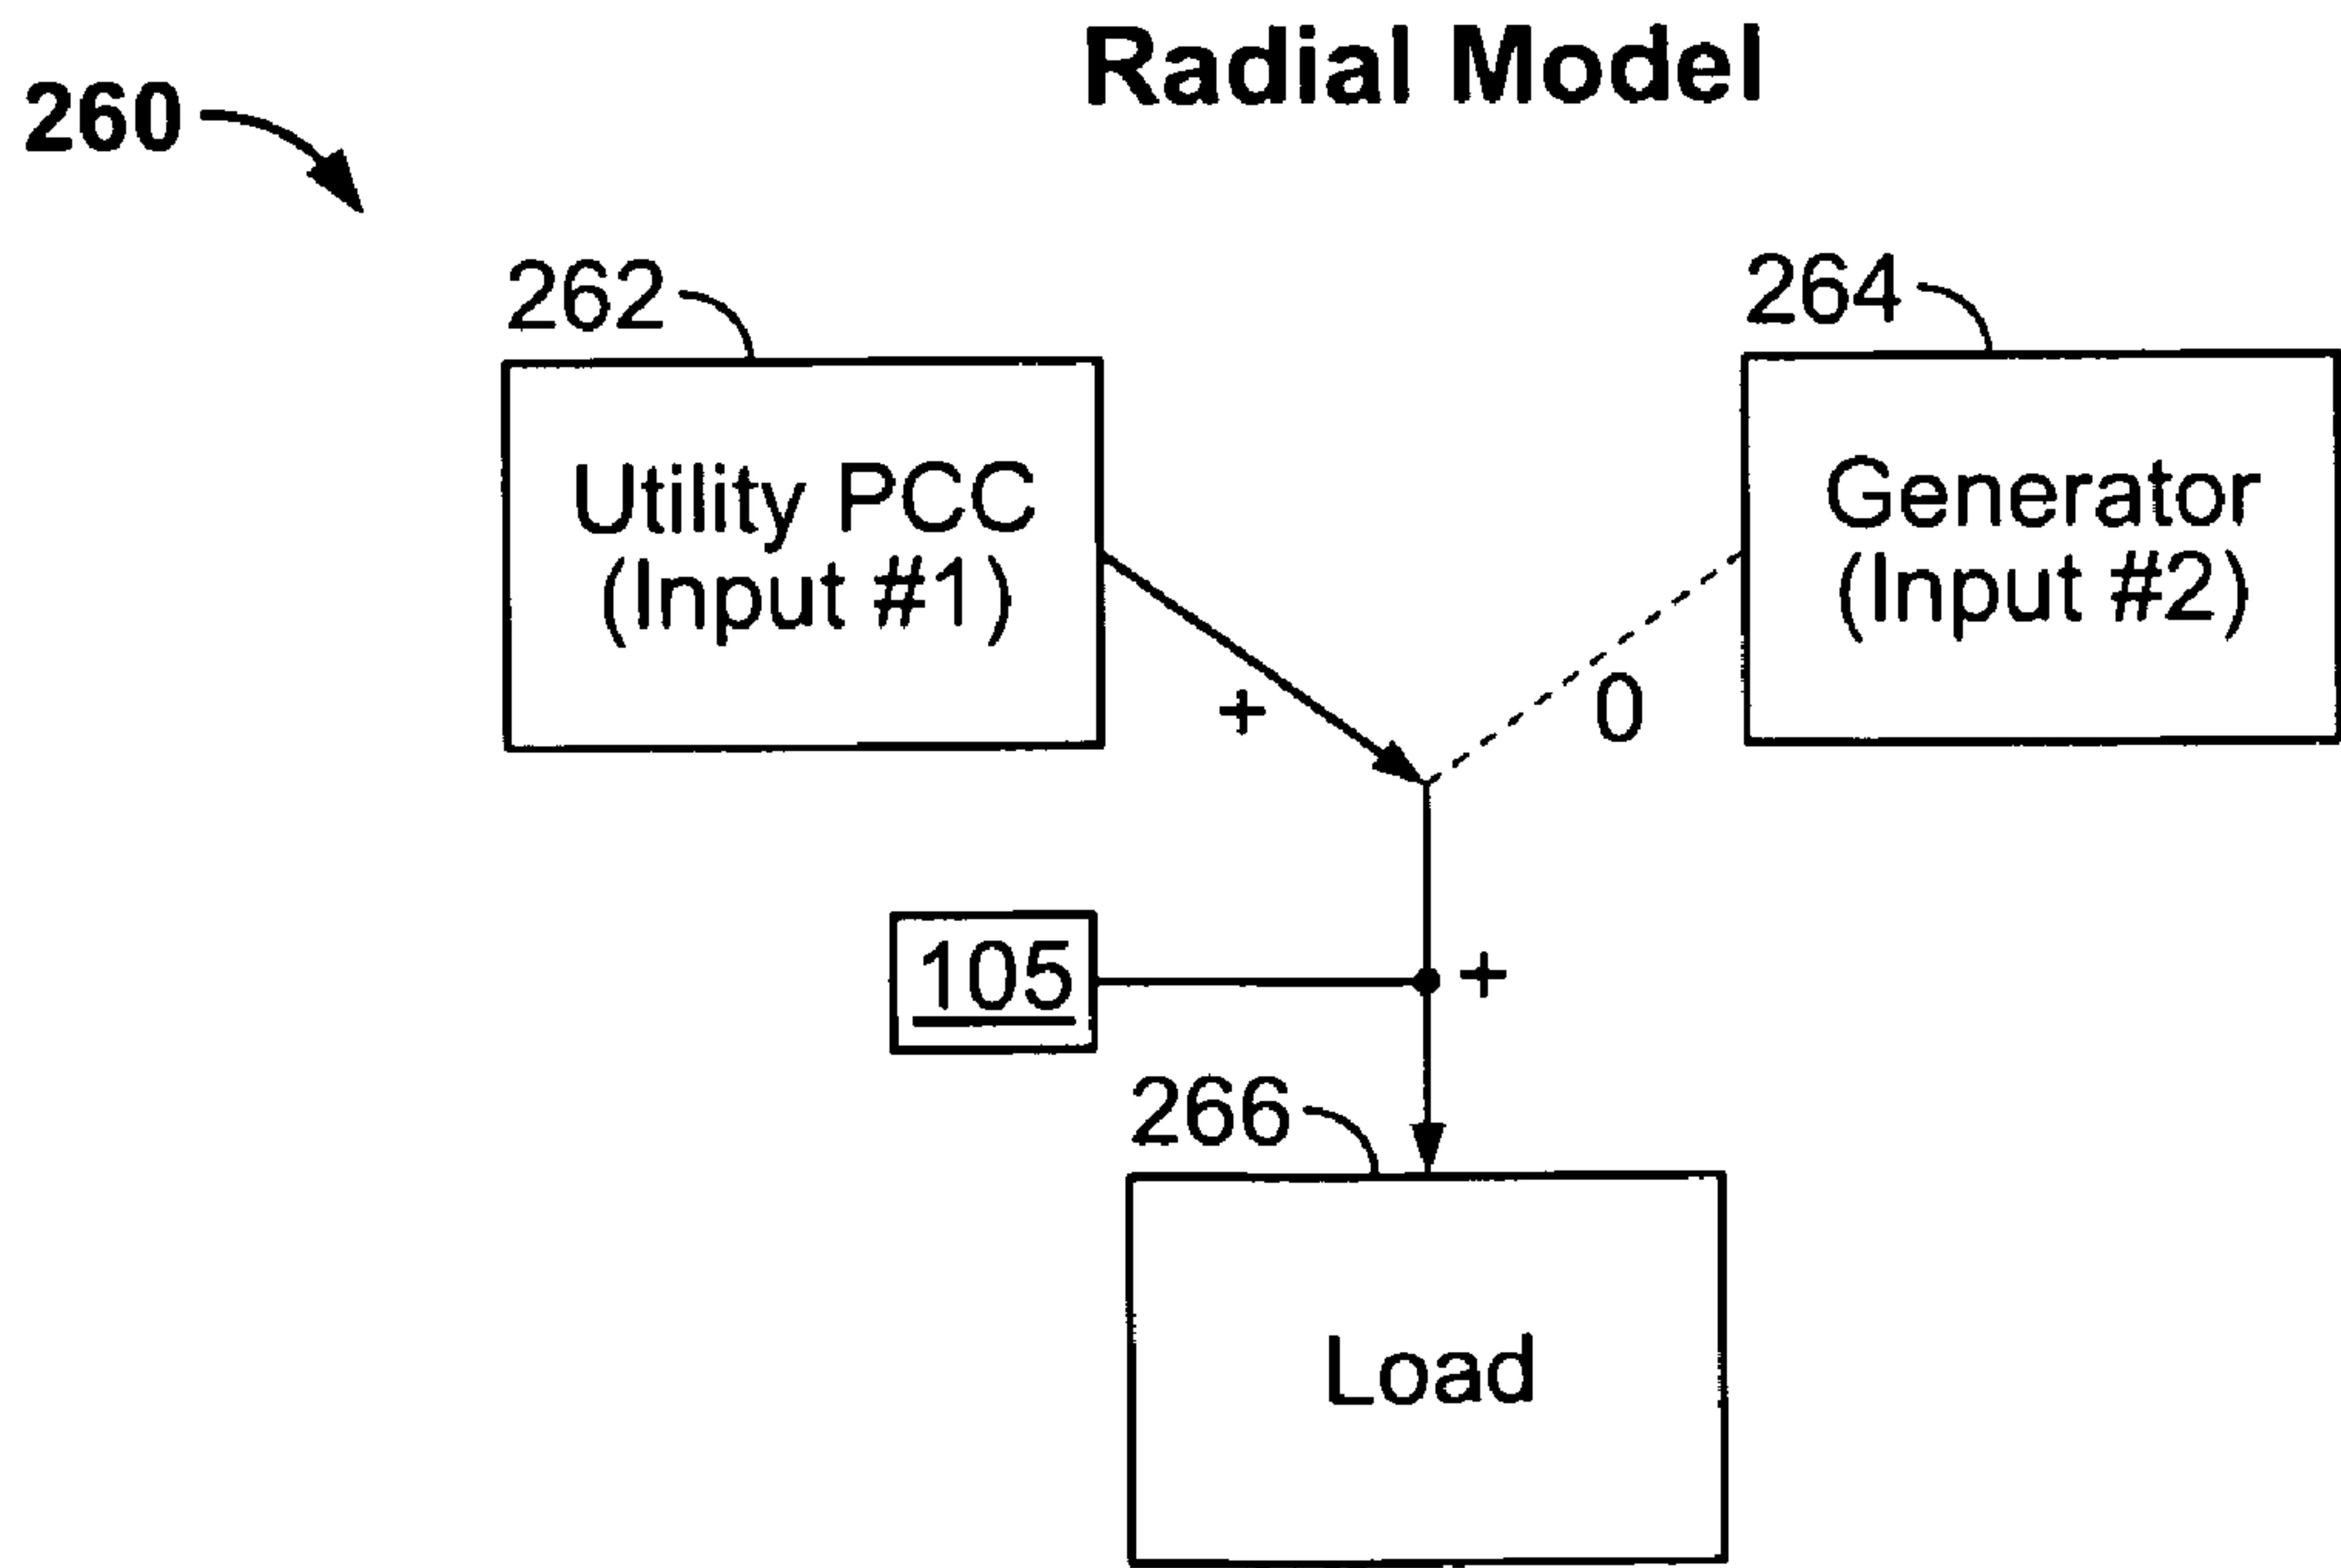 Radial Model
260
262
264
Utility PCC
(Input #1)
Generator
(Input #2)
+
0
105
+
266
Load